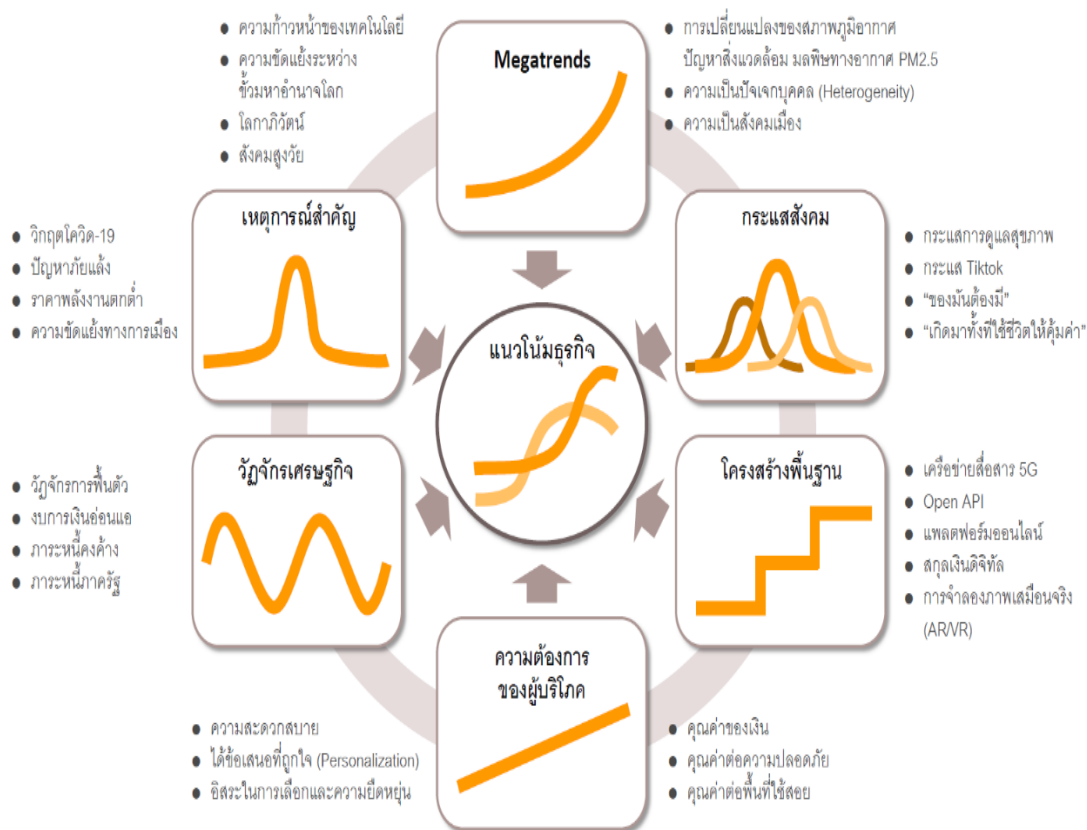 ● ความก้าวหน้าของเทคโนโลยี
● ความขัดแย้งระหว่าง
ขั้วมหาอำนาจโลก
● โลกาภิวัตน์
● สังคมสูงวัย
Megatrends
● การเปลี่ยนแปลงของสภาพภูมิอากาศ
ปัญหาสิ่งแวดล้อม มลพิษทางอากาศ PM2.5
● ความเป็นปัจเจกบุคคล (Heterogeneity)
● ความเป็นสังคมเมือง
● วิกฤตโควิด-19
● ปัญหาภัยแล้ง
● ราคาพลังงานตกต่ำ
● ความขัดแย้งทางการเมือง
เหตุการณ์สำคัญ
กระแสสังคม
● กระแสการดูแลสุขภาพ
● กระแส Tiktok
● “ของมันต้องมี”
● “เกิดมาทั้งทีใช้ชีวิตให้คุ้มค่า”
แนวโน้มธุรกิจ
● วัฏจักรการฟื้นตัว
● งบการเงินอ่อนแอ
● ภาระหนี้คงค้าง
● ภาระหนี้ภาครัฐ
วัฏจักรเศรษฐกิจ
โครงสร้างพื้นฐาน
● เครือข่ายสื่อสาร 5G
● Open API
● แพลตฟอร์มออนไลน์
● สกุลเงินดิจิทัล
● การจำลองภาพเสมือนจริง
(AR/VR)
ความต้องการ
ของผู้บริโภค
● ความสะดวกสบาย
● ได้ข้อเสนอที่ถูกใจ (Personalization)
● อิสระในการเลือกและความยืดหยุ่น
● คุณค่าของเงิน
● คุณค่าต่อความปลอดภัย
● คุณค่าต่อพื้นที่ใช้สอย